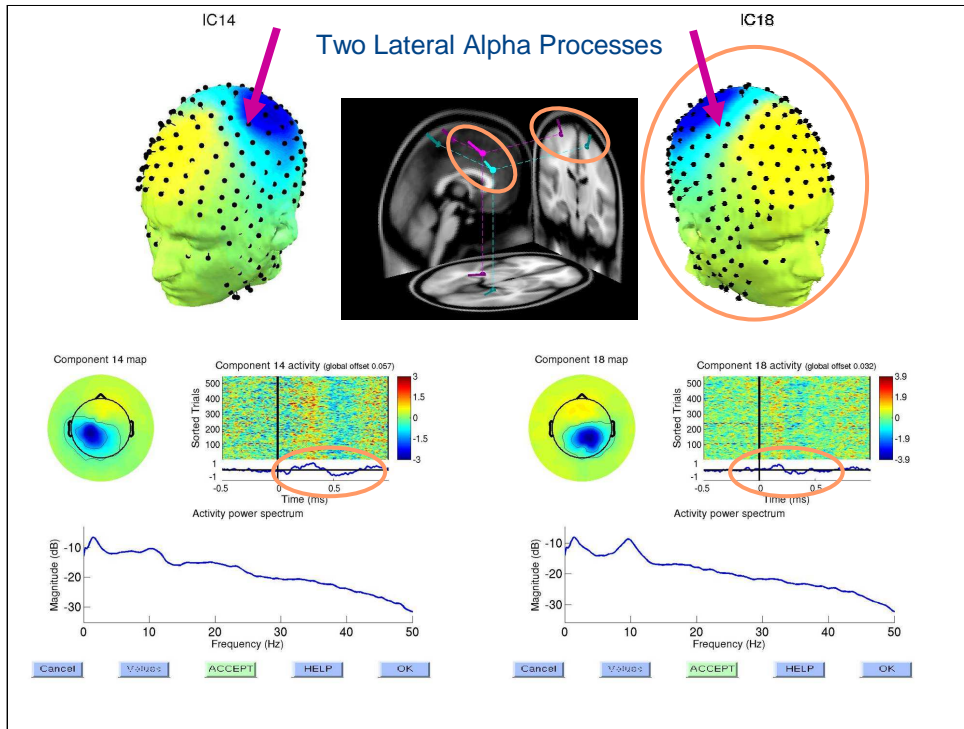 IC14
IC18
Two Lateral Alpha Processes
Component 14 map
Component 14 activity (global offset 0.057)
Sorted Trials
500
400
300
200
100
3
1.5
0
-1.5
-3
1
-1
-0.5 0 0.5
Time (ms)
Activity power spectrum
Magnitude (dB)
-10
-20
-30
0 10 20 30 40 50
Frequency (Hz)
Cancel Values ACCEPT HELP OK
Component 18 map
Component 18 activity (global offset 0.032)
Sorted Trials
500
400
300
200
100
3.9
1.9
0
-1.9
-3.9
1
-1
-0.5 0 0.5
Time (ms)
Activity power spectrum
Magnitude (dB)
-10
-20
-30
0 10 20 30 40 50
Frequency (Hz)
Cancel Values ACCEPT HELP OK